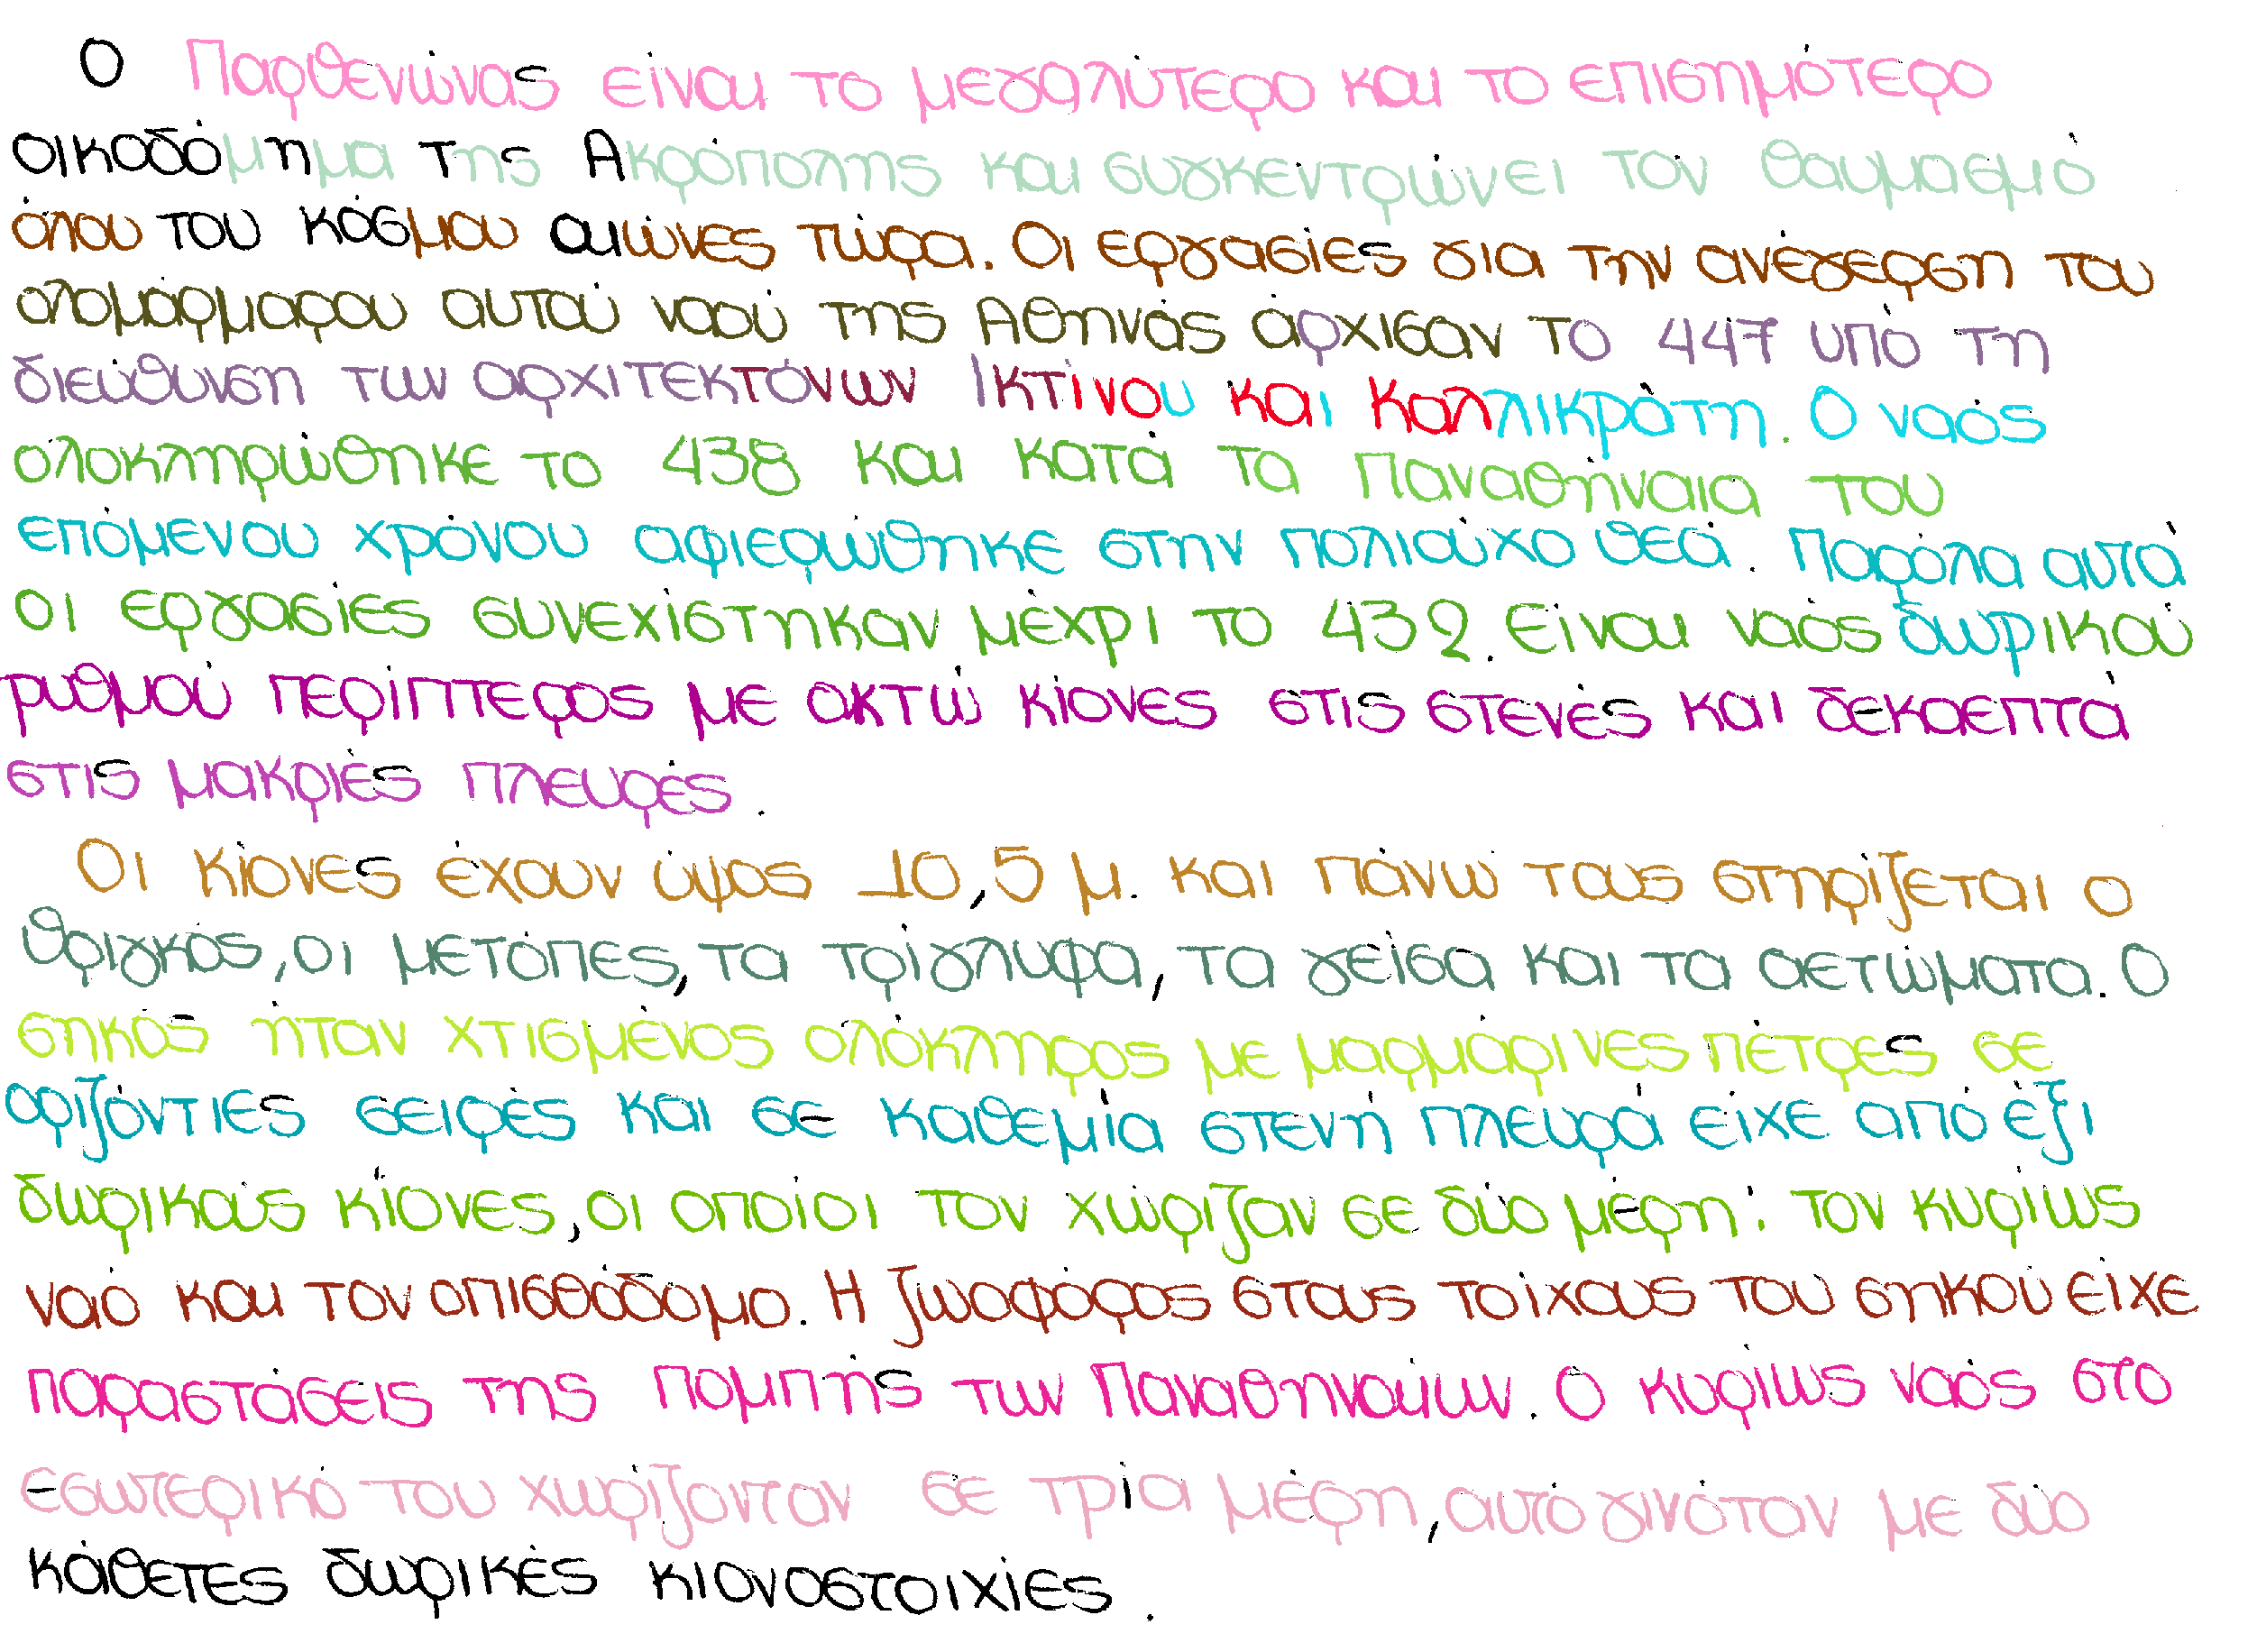 Ο Παρθενώνας είναι το μεγαλύτερο και το επισημότερο
οικοδόμημα της Ακρόπολης και συγκεντρώνει τον θαυμασμό
όλου του κόσμου αιώνες τώρα. Οι εργασίες για την ανέγερση του
ολομάρμαρου αυτού ναού της Αθηνάς άρχισαν το 447 υπό τη
διεύθυνση των αρχιτεκτόνων Ικτίνου και Καλλικράτη. Ο ναός
ολοκληρώθηκε το 438 και κατά τα Παναθήναια του
επόμενου χρόνου αφιερώθηκε στην πολιούχο θεά. Παρόλα αυτά
οι εργασίες συνεχίστηκαν μέχρι το 432. Είναι ναός δωρικού
ρυθμού περίπτερος με οκτώ κίονες στις στενές και δεκαεπτά
στις μακριές πλευρές.
Οι κίονες έχουν ύψος 10,5 μ. και πάνω τους στηρίζεται ο
θριγκός, οι μετόπες, τα τρίγλυφα, τα γείσα και τα αετώματα. Ο
σηκός ήταν χτισμένος ολόκληρος με μαρμάρινες πέτρες σε
οριζόντιες σειρές και σε καθεμία στενή πλευρά είχε από έξι
δωρικούς κίονες, οι οποίοι τον χώριζαν σε δύο μέρη: τον κυρίως
ναό και τον οπισθόδομο. Η ζωοφόρος στους τοίχους του σηκού είχε
παραστάσεις της πομπής των Παναθηναίων. Ο κυρίως ναός στο
εσωτερικό του χωρίζονταν σε τρία μέρη, αυτό γινόταν με δύο
κάθετες δωρικές κιονοστοιχίες.